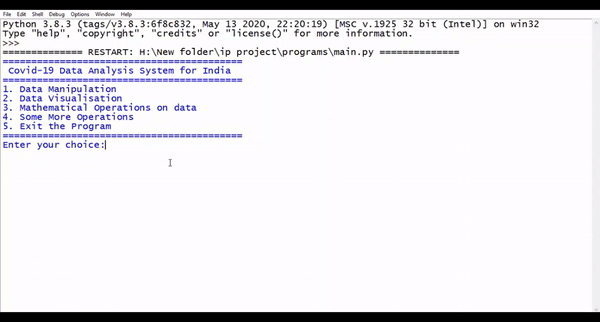 File Edit Shell Debug Options Window Help
Python 3.8.3 (tags/v3.8.3:6f8c832, May 13 2020, 22:20:19) [MSC v.1925 32 bit (Intel)] on win32
Type "help", "copyright", "credits" or "license()" for more information.
>>>
============== RESTART: H:\New folder\ip project\programs\main.py ==============
==========================================
Covid-19 Data Analysis System for India
==========================================
1. Data Manipulation
2. Data Visualisation
3. Mathematical Operations on data
4. Some More Operations
5. Exit the Program
==========================================
Enter your choice: